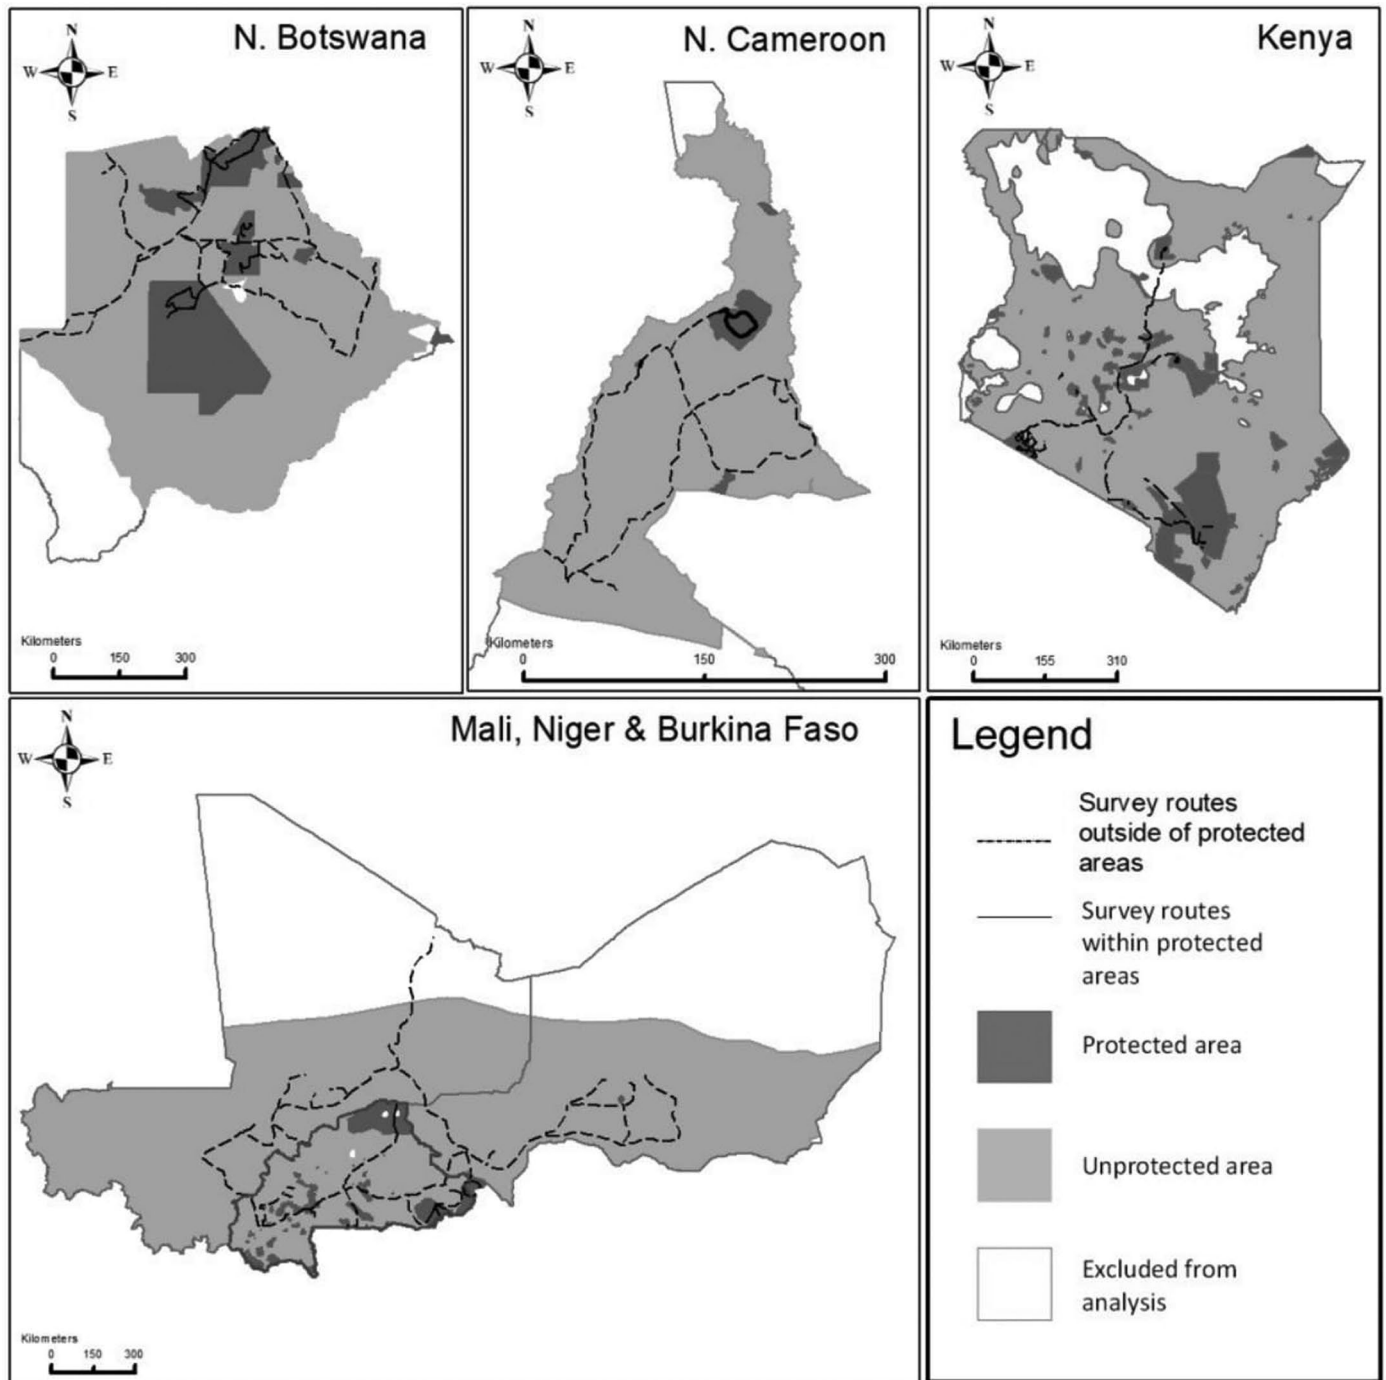 N. Botswana
N
W E
S
Kilometers
0 150 300
N. Cameroon
N
W E
S
Kilometers
0 150 300
Kenya
N
W E
S
Kilometers
0 155 310
Mali, Niger & Burkina Faso
N
W E
S
Kilometers
0 150 300
Legend
Survey routes
outside of protected
areas
Survey routes
within protected
areas
Protected area
Unprotected area
Excluded from
analysis